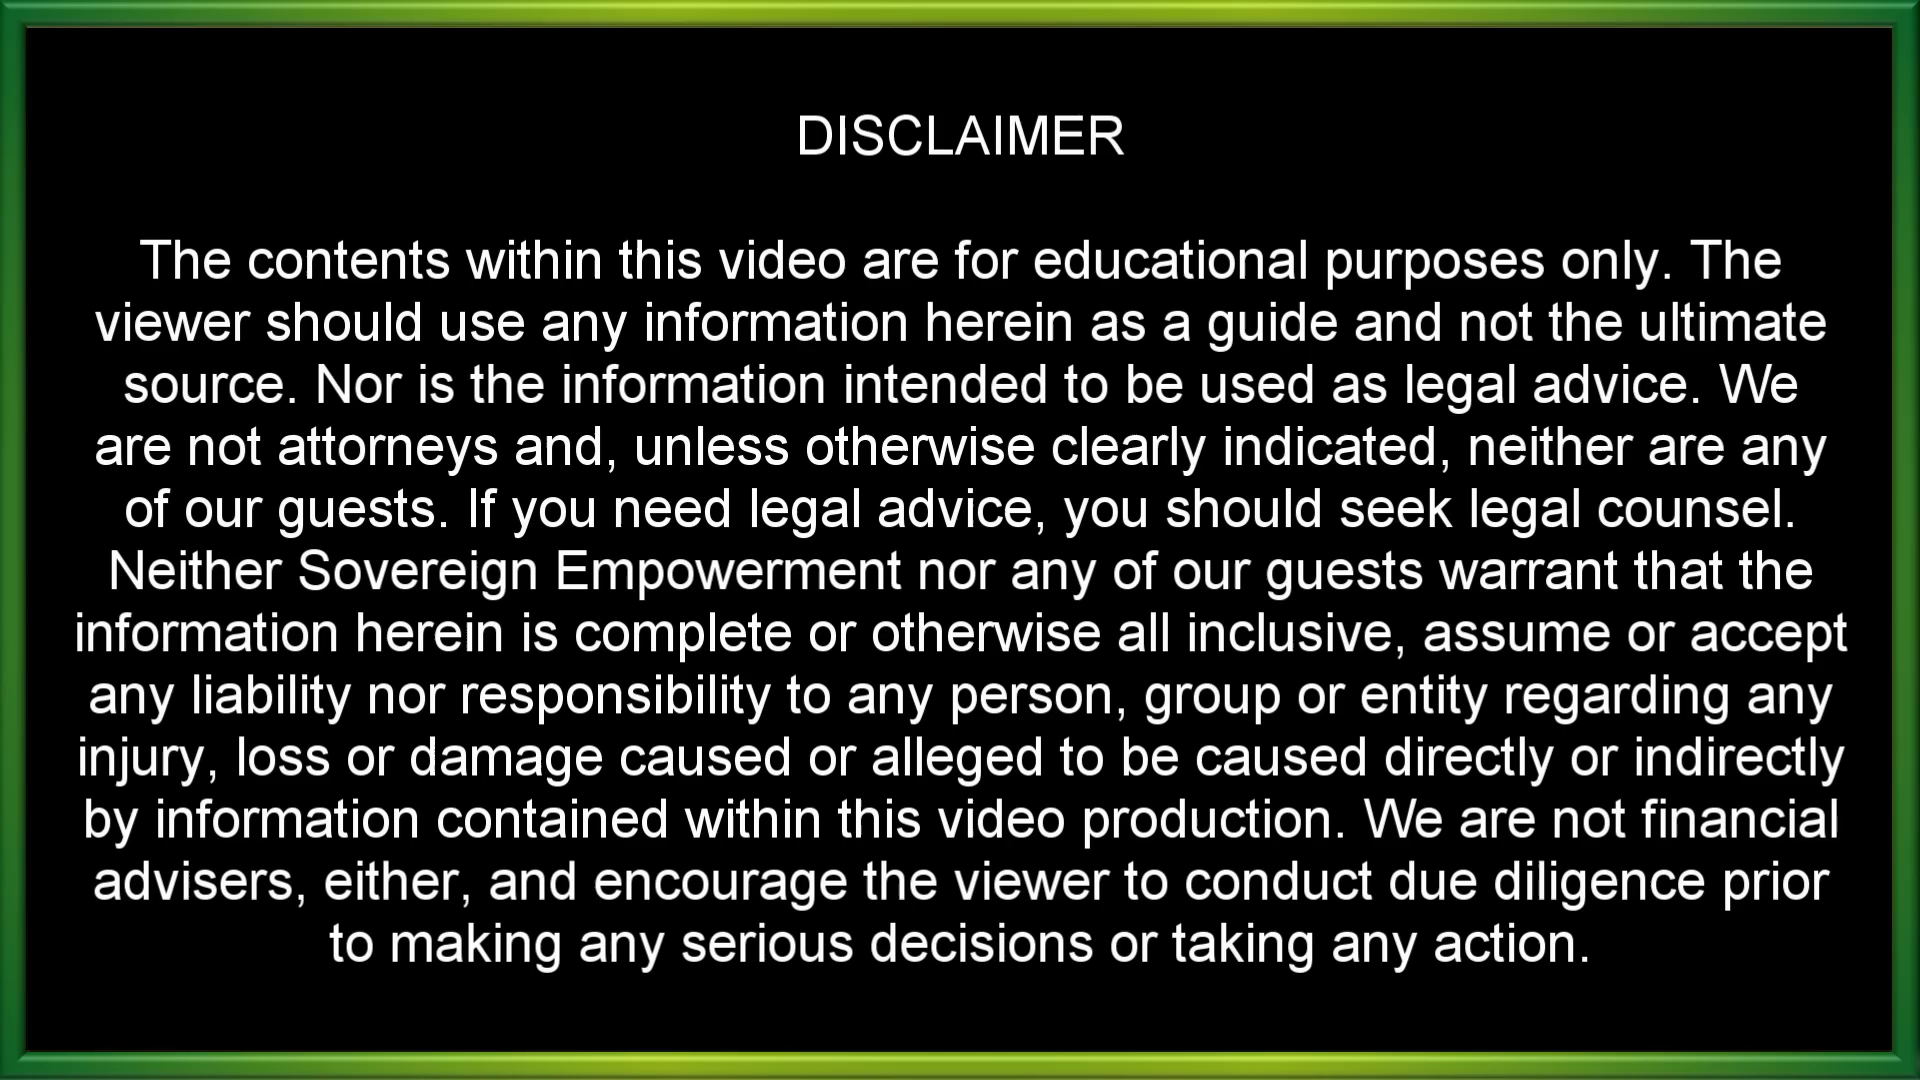 DISCLAIMER
The contents within this video are for educational purposes only. The
viewer should use any information herein as a guide and not the ultimate
source. Nor is the information intended to be used as legal advice. We
are not attorneys and, unless otherwise clearly indicated, neither are any
of our guests. If you need legal advice, you should seek legal counsel.
Neither Sovereign Empowerment nor any of our guests warrant that the
information herein is complete or otherwise all inclusive, assume or accept
any liability nor responsibility to any person, group or entity regarding any
injury, loss or damage caused or alleged to be caused directly or indirectly
by information contained within this video production. We are not financial
advisers, either, and encourage the viewer to conduct due diligence prior
to making any serious decisions or taking any action.